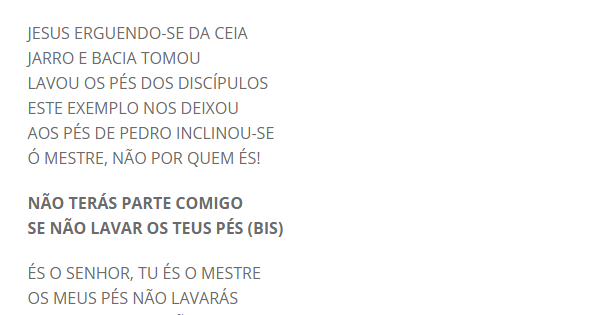 JESUS ERGUENDO-SE DA CEIA
JARRO E BACIA TOMOU
LAVOU OS PÉS DOS DISCÍPULOS
ESTE EXEMPLO NOS DEIXOU
AOS PÉS DE PEDRO INCLINOU-SE
Ó MESTRE, NÃO POR QUEM ÉS!
NÃO TERÁS PARTE COMIGO
SE NÃO LAVAR OS TEUS PÉS (BIS)
ÉS O SENHOR, TU ÉS O MESTRE
OS MEUS PÉS NÃO LAVARÁS